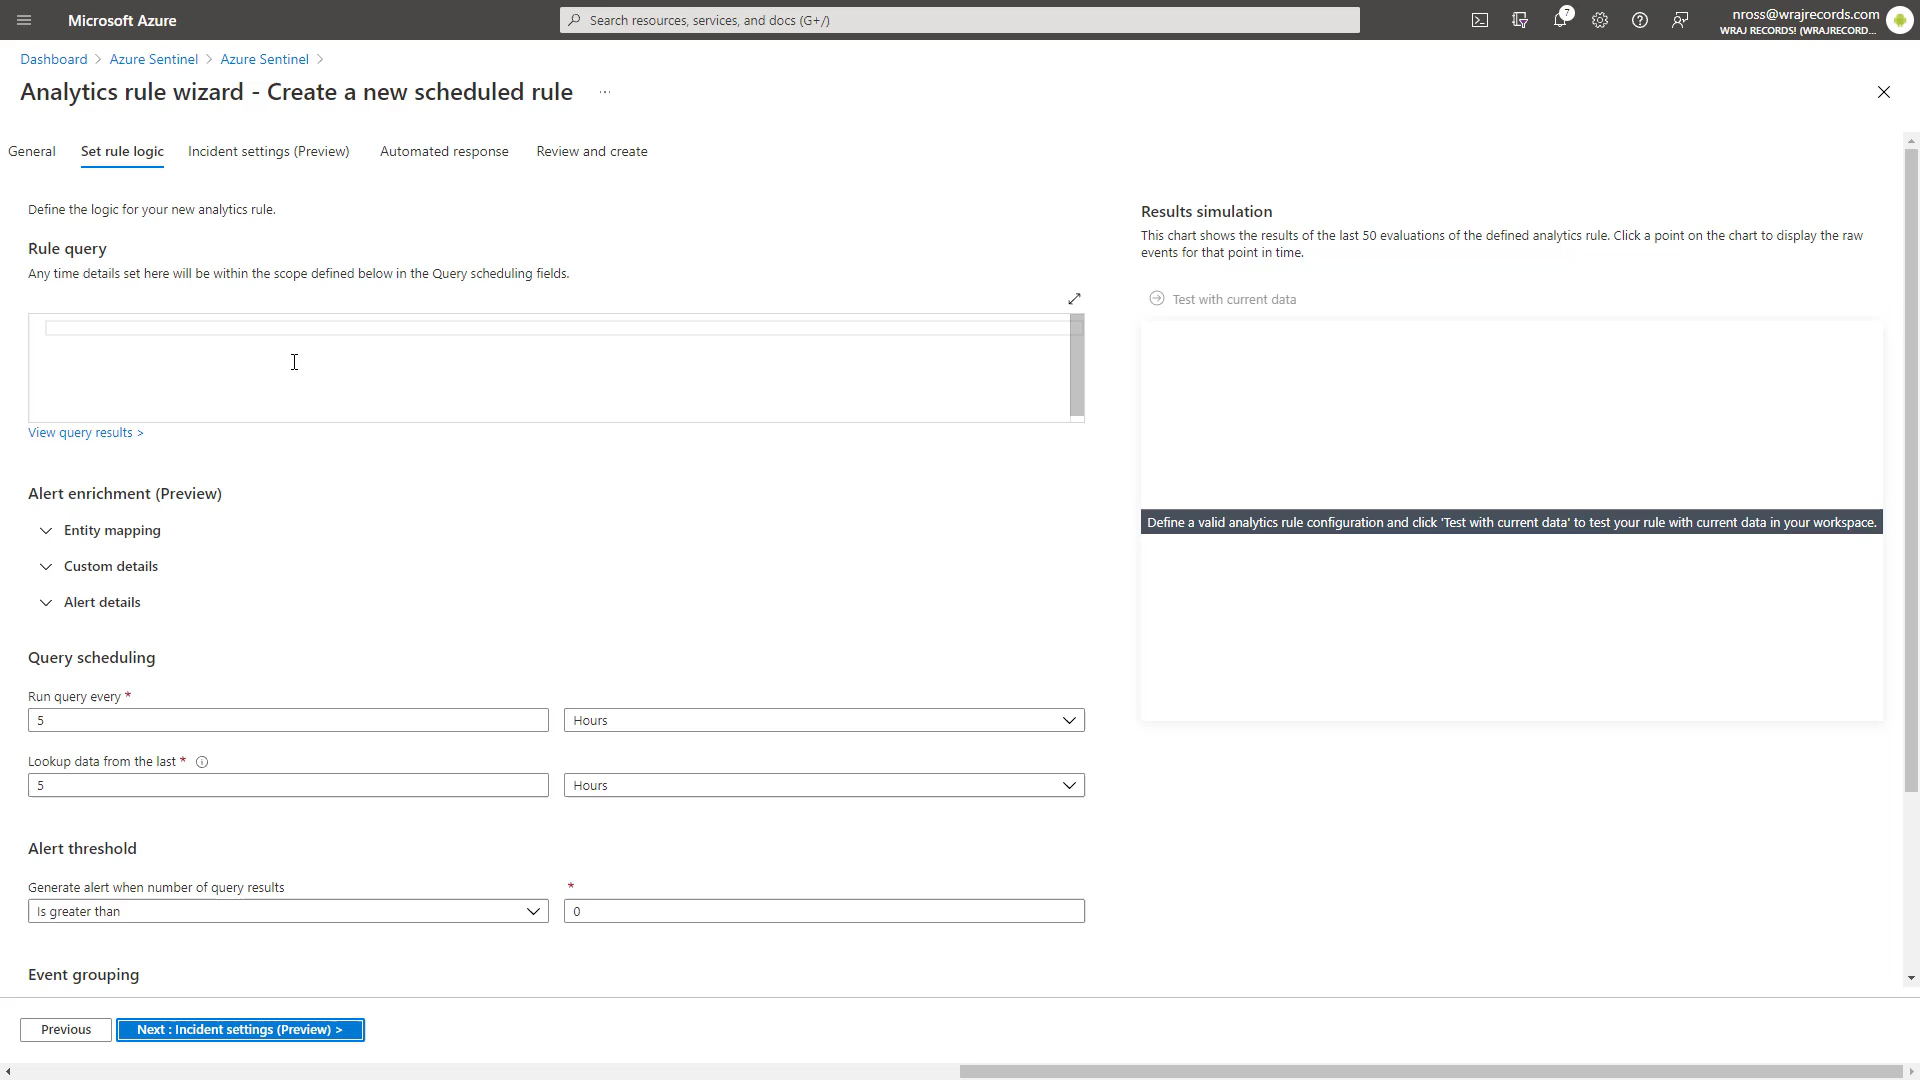 Microsoft Azure
Search resources, services, and docs (G+/)
7
nross@wrajrecords.com
WRAJ RECORDS! (WRAJRECORD...
Dashboard > Azure Sentinel > Azure Sentinel >
Analytics rule wizard - Create a new scheduled rule ...
General
Set rule logic
Incident settings (Preview)
Automated response
Review and create
Define the logic for your new analytics rule.
Rule query
Any time details set here will be within the scope defined below in the Query scheduling fields.
View query results >
Alert enrichment (Preview)
Entity mapping
Custom details
Alert details
Query scheduling
Run query every *
5
Hours
Lookup data from the last *
5
Hours
Alert threshold
Generate alert when number of query results *
Is greater than
0
Event grouping
Results simulation
This chart shows the results of the last 50 evaluations of the defined analytics rule. Click a point on the chart to display the raw
events for that point in time.
Test with current data
Define a valid analytics rule configuration and click 'Test with current data' to test your rule with current data in your workspace.
Previous
Next : Incident settings (Preview) >